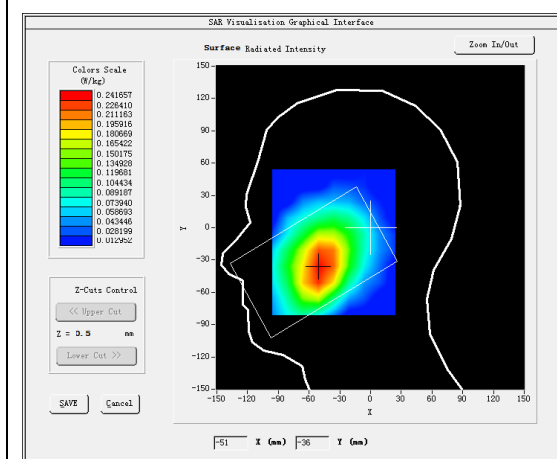 SAR Visualisation Graphical Interface
Surface Radiated Intensity
Zoom In/Out
Colors Scale
(W/kg)
0.241657
0.226410
0.211163
0.195916
0.180669
0.165422
0.150175
0.134928
0.119681
0.104434
0.089187
0.073940
0.058693
0.043446
0.028199
0.012952
Z-Cuts Control
<< Upper Cut
Z = 0.5 mm
Lower Cut >>
SAVE Cancel
150
120
90
60
30
0
-30
-60
-90
-120
-150
Y
-150 -120 -90 -60 -30 0 30 60 90 120 150
X
-51 X (mm) -36 Y (mm)